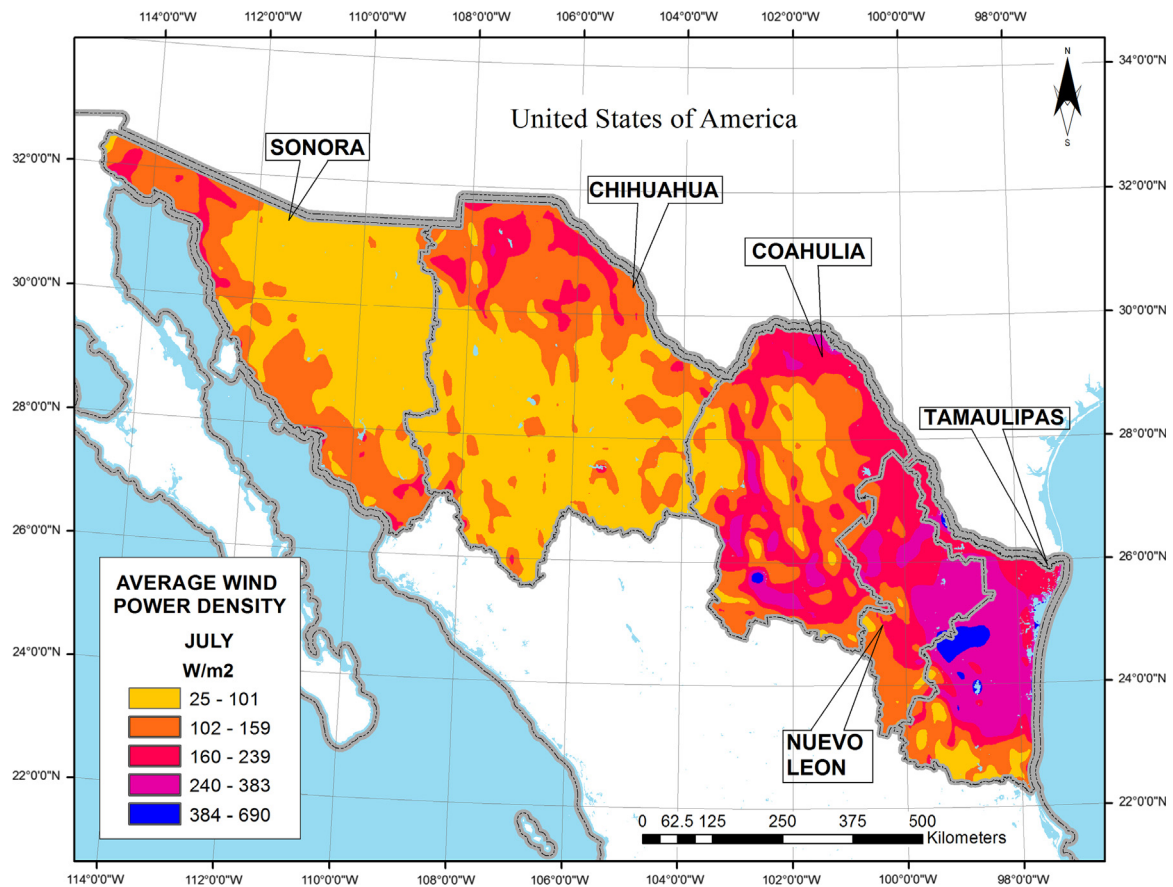 114°0'0"W 112°0'0"W 110°0'0"W 108°0'0"W 106°0'0"W 104°0'0"W 102°0'0"W 100°0'0"W 98°0'0"W
34°0'0"N
N
S
United States of America
SONORA
32°0'0"N
32°0'0"N
CHIHUAHUA
COAHULIA
30°0'0"N
30°0'0"N
28°0'0"N
28°0'0"N
TAMAULIPAS
26°0'0"N
26°0'0"N
AVERAGE WIND
POWER DENSITY
JULY
W/m2
25 - 101
102 - 159
160 - 239
240 - 383
384 - 690
24°0'0"N
24°0'0"N
NUEVO
LEON
22°0'0"N
22°0'0"N
0 62.5 125 250 375 500
Kilometers
114°0'0"W 112°0'0"W 110°0'0"W 108°0'0"W 106°0'0"W 104°0'0"W 102°0'0"W 100°0'0"W 98°0'0"W